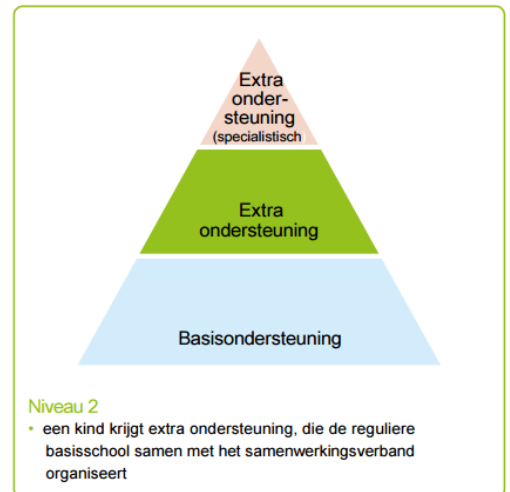 Extra
onder-
steuning
(specialistisch
Extra
ondersteuning
Basisondersteuning
Niveau 2
• een kind krijgt extra ondersteuning, die de reguliere
basisschool samen met het samenwerkingsverband
organiseert